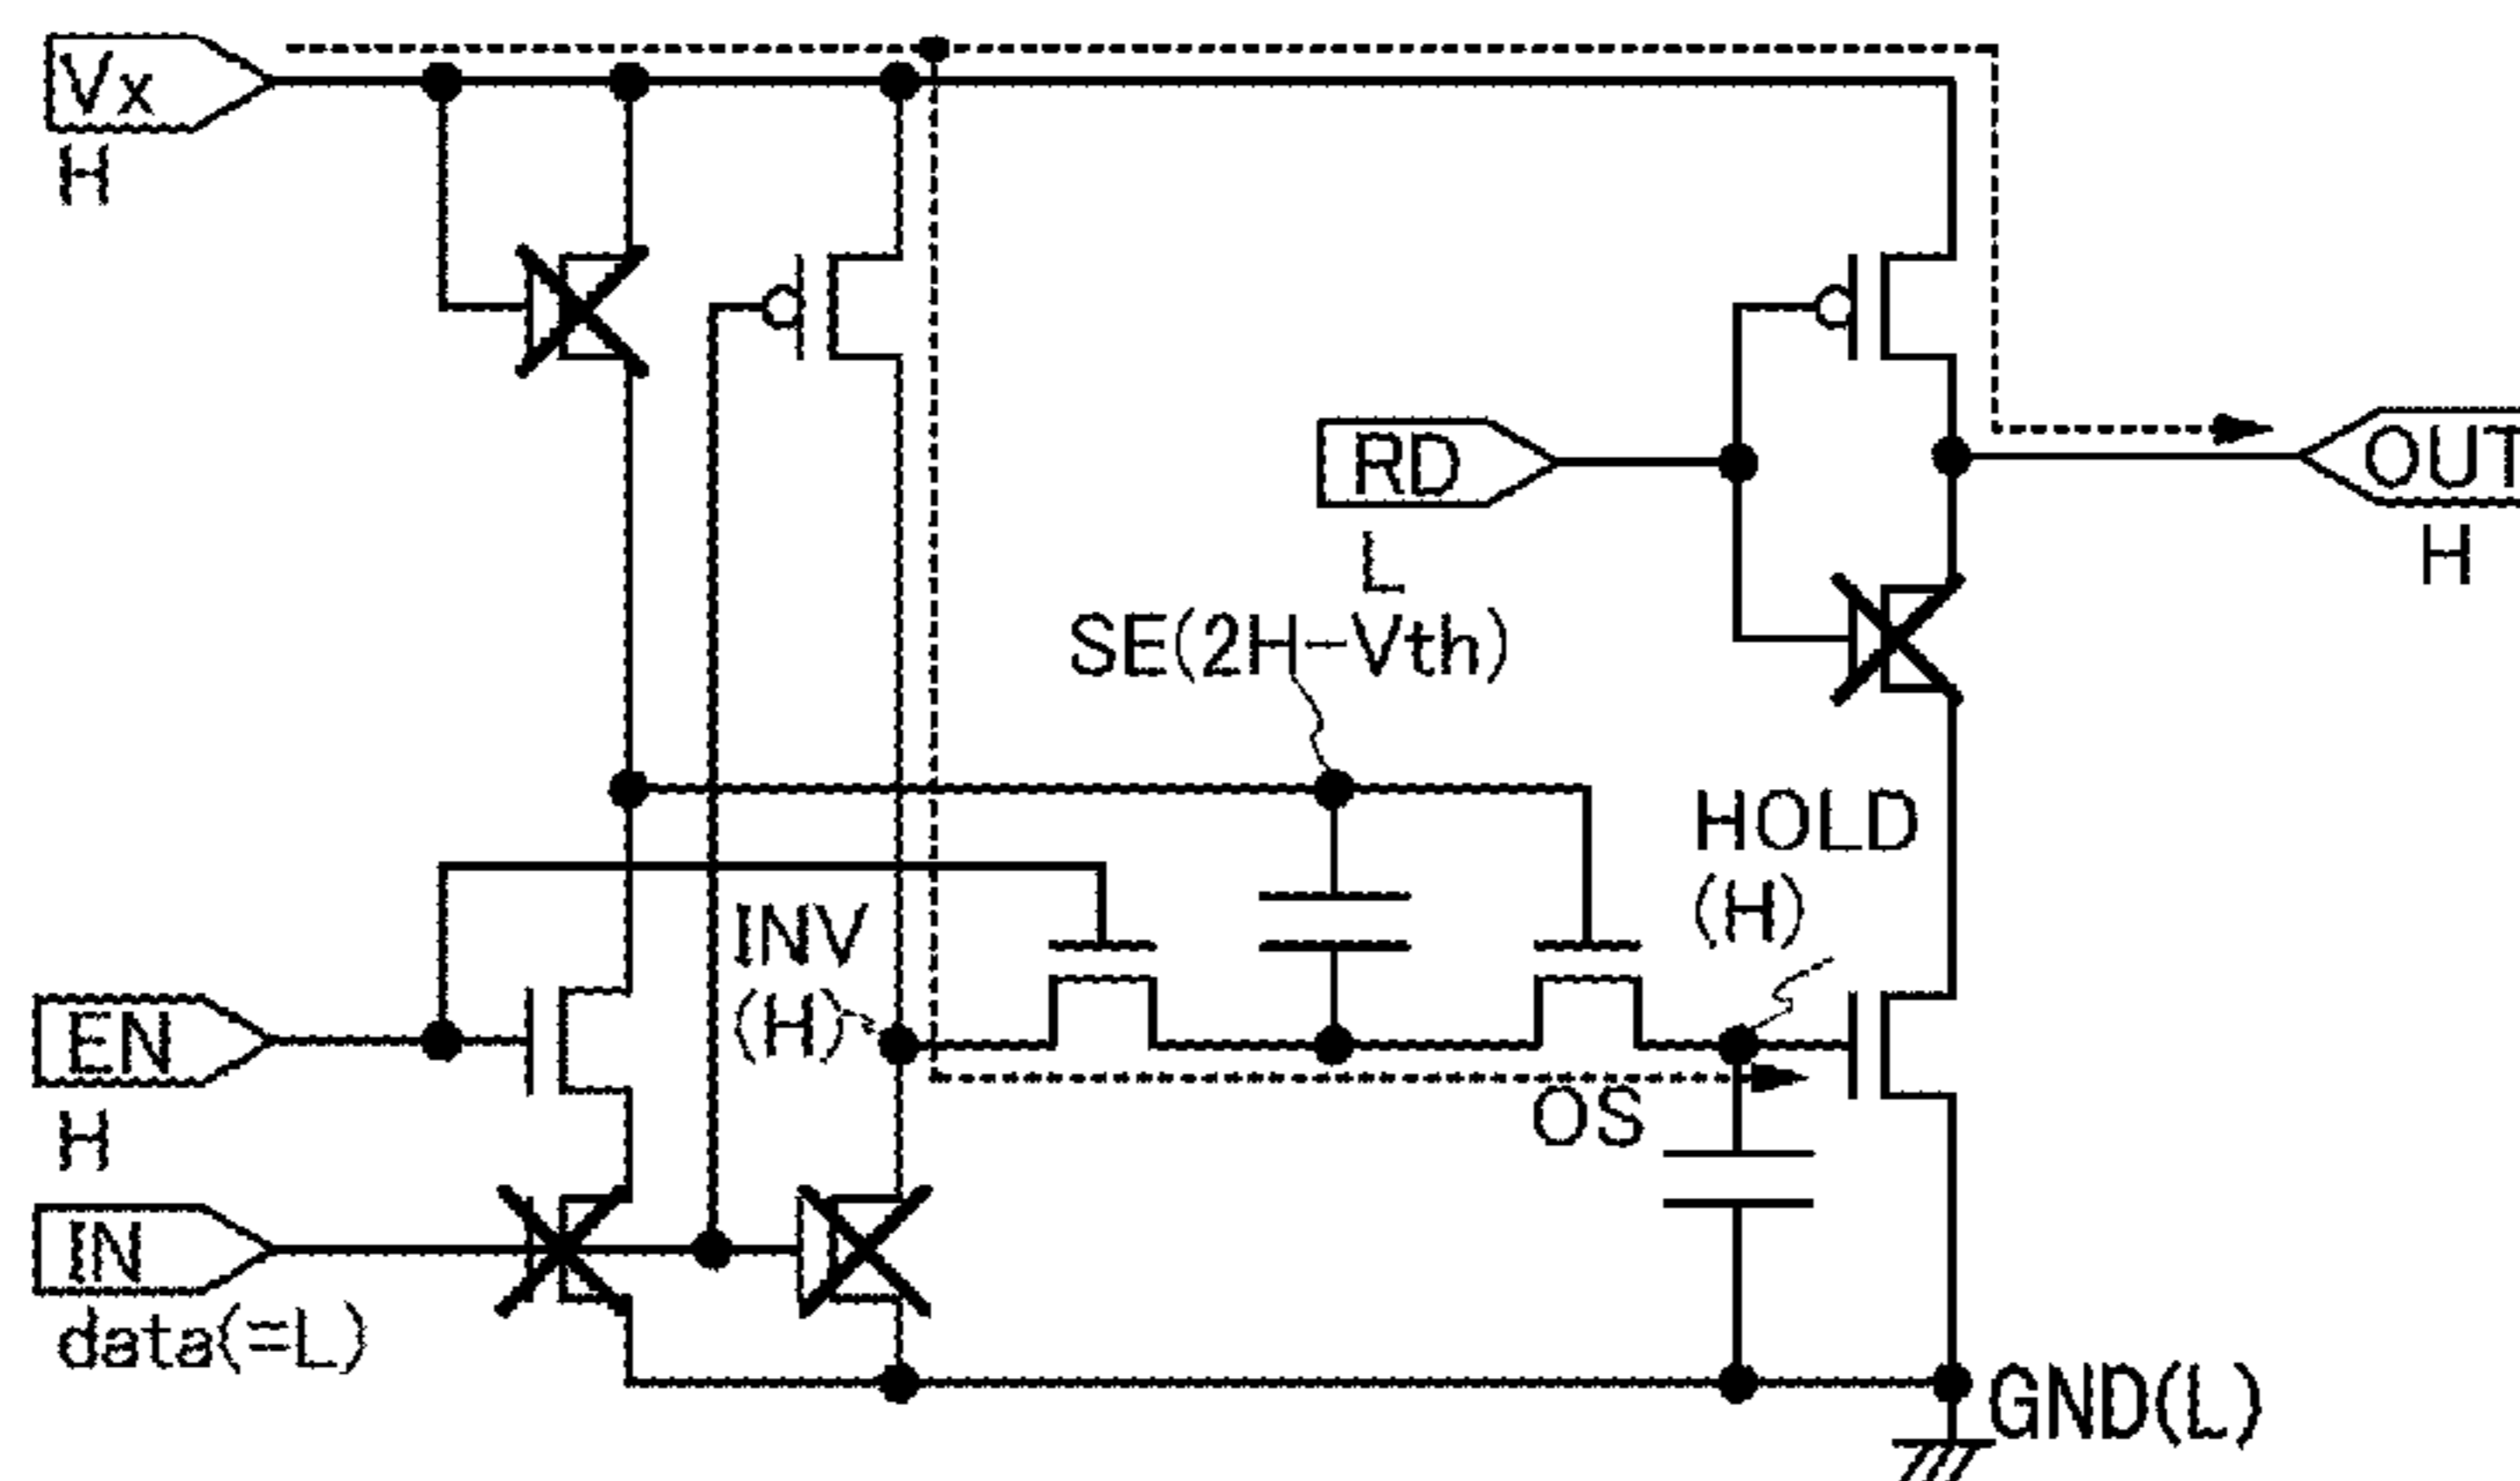 Vx
H
RD
L
OUT
H
SE(2H-Vth)
HOLD
(H)
INV
(H)
EN
H
OS
IN
data(=L)
GND(L)